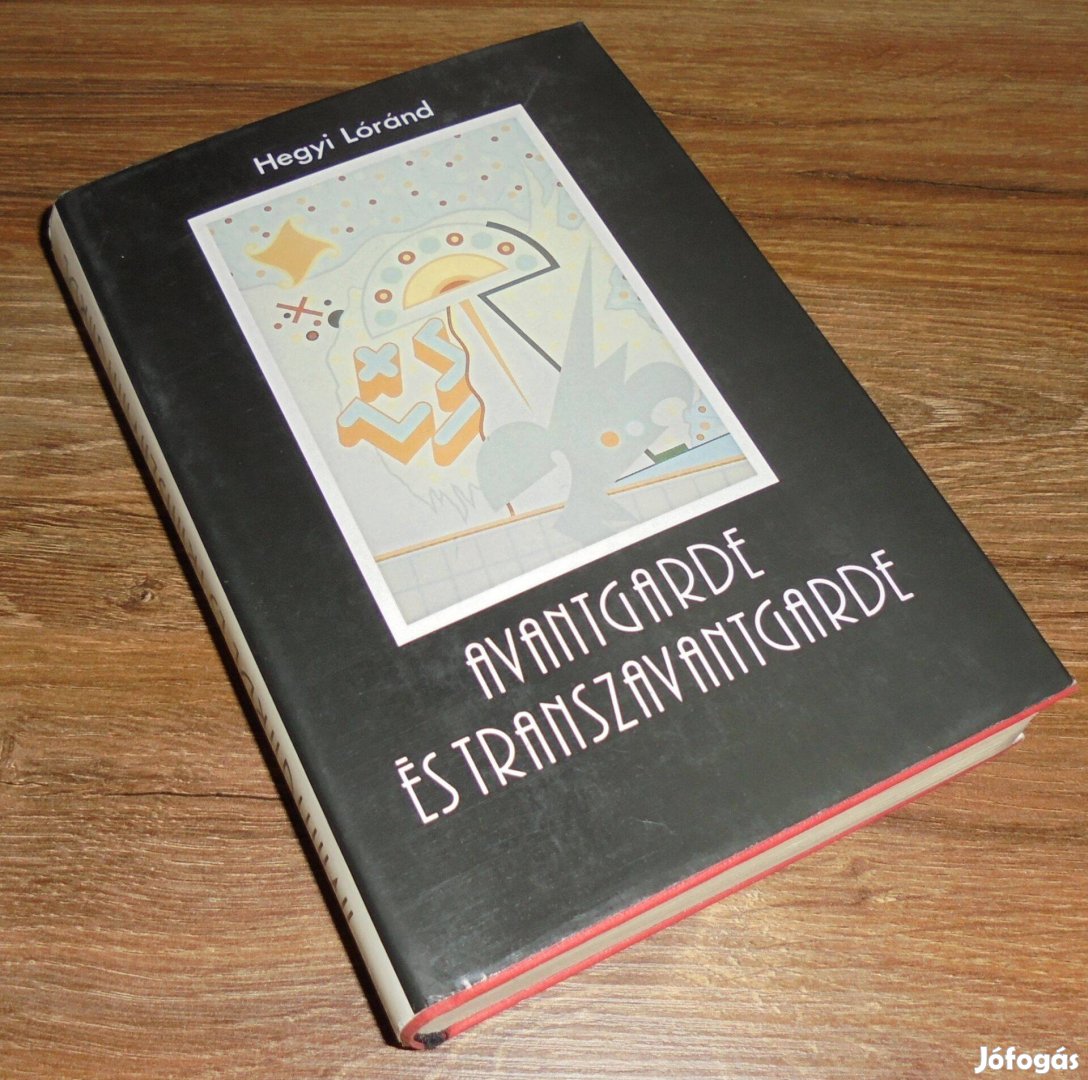 Hegyi Lóránd
AVANTGARDE
ÉS TRANSZAVANTGARDE
Jófogás